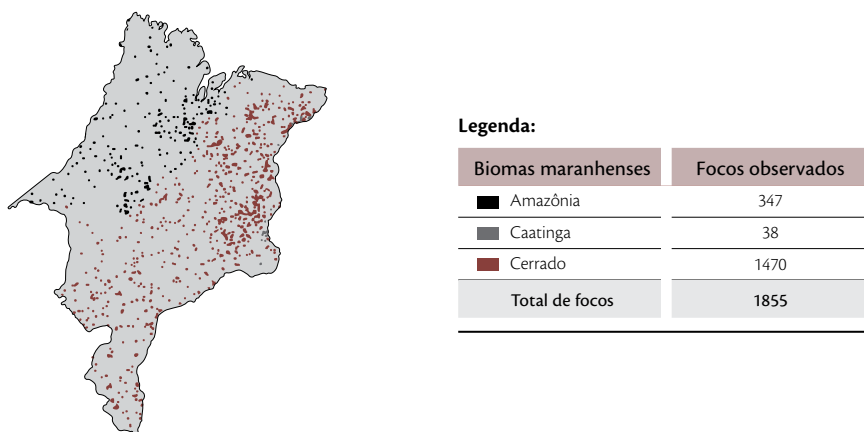 Legenda:
Biomas maranhenses Focos observados
Amazônia 347
Caatinga 38
Cerrado 1470
Total de focos 1855